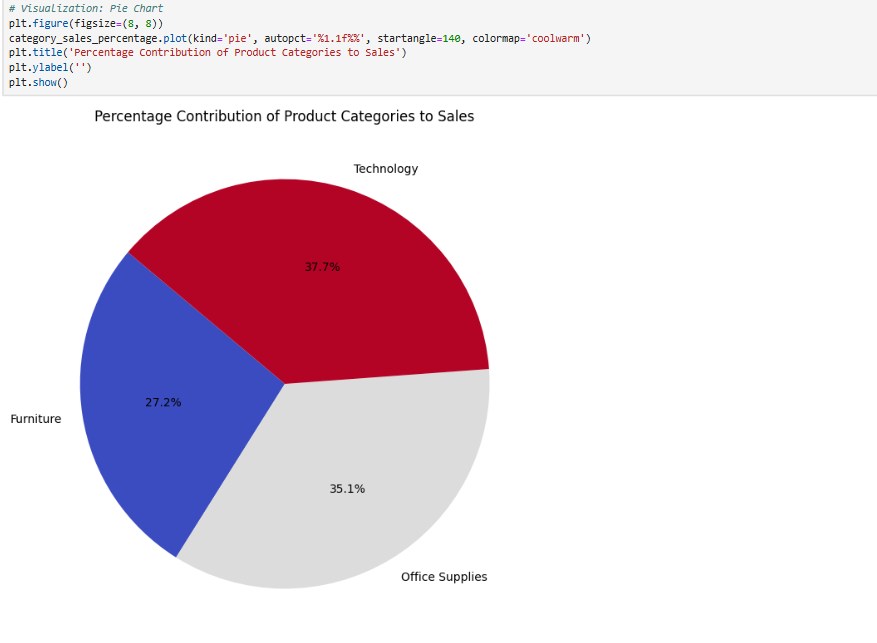 # Visualization: Pie Chart
plt.figure(figsize=(8, 8))
category_sales_percentage.plot(kind='pie', autopct='%1.1f%%', startangle=140, colormap='coolwarm')
plt.title('Percentage Contribution of Product Categories to Sales')
plt.ylabel('')
plt.show()
Percentage Contribution of Product Categories to Sales
Technology
37.7%
27.2%
Furniture
35.1%
Office Supplies